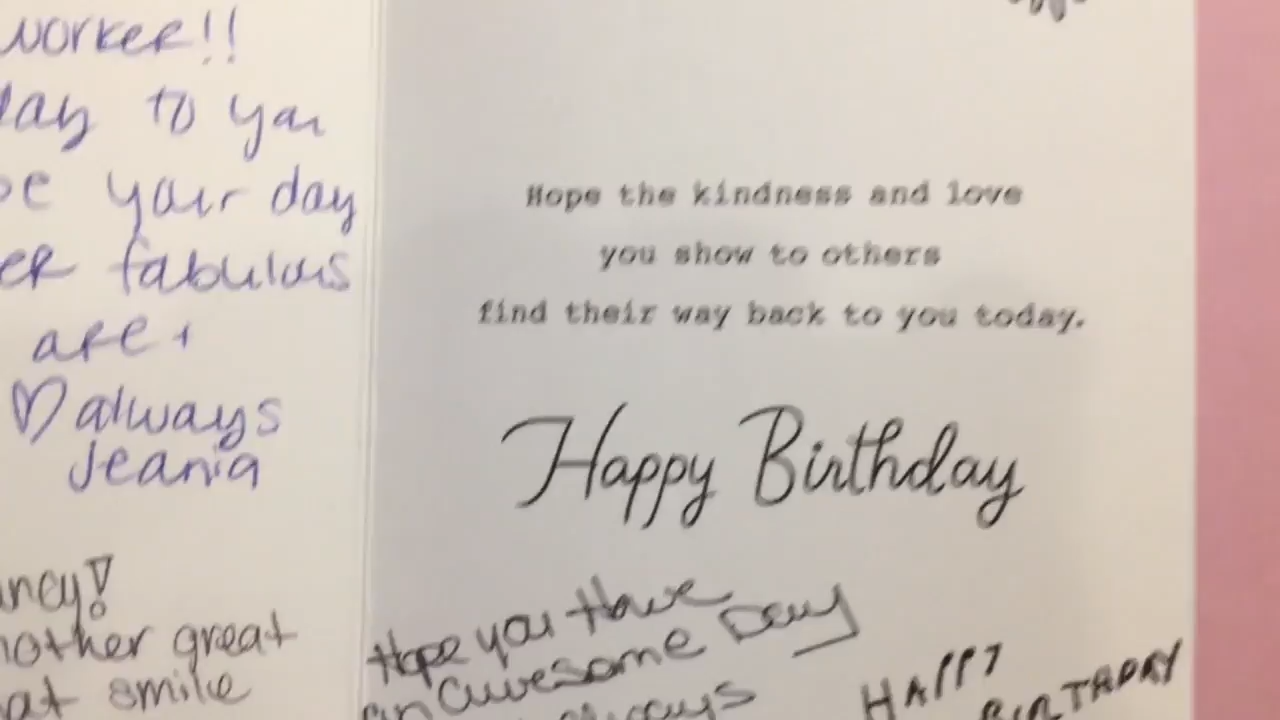 worker!!
day to you
your day
fabulous
are +
♡ always
Jeania
other great
smile
Hope the kindness and love
you show to others
find their way back to you today.
Happy Birthday
Hope you Have
an awesome Day
HAPPY
BIRTHDAY